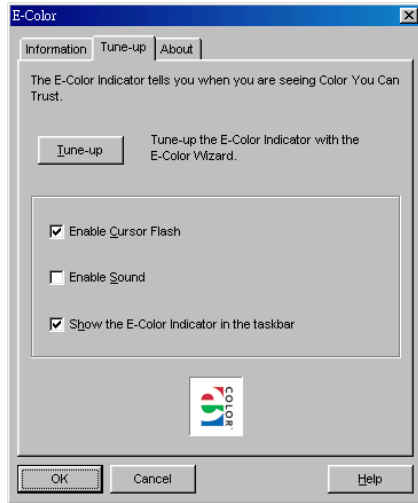 E-Color
Information Tune-up About
The E-Color Indicator tells you when you are seeing Color You Can
Trust.
Tune-up
Tune-up the E-Color Indicator with the
E-Color Wizard.
Enable Cursor Flash
Enable Sound
Show the E-Color Indicator in the taskbar
COLOR
OK Cancel Help